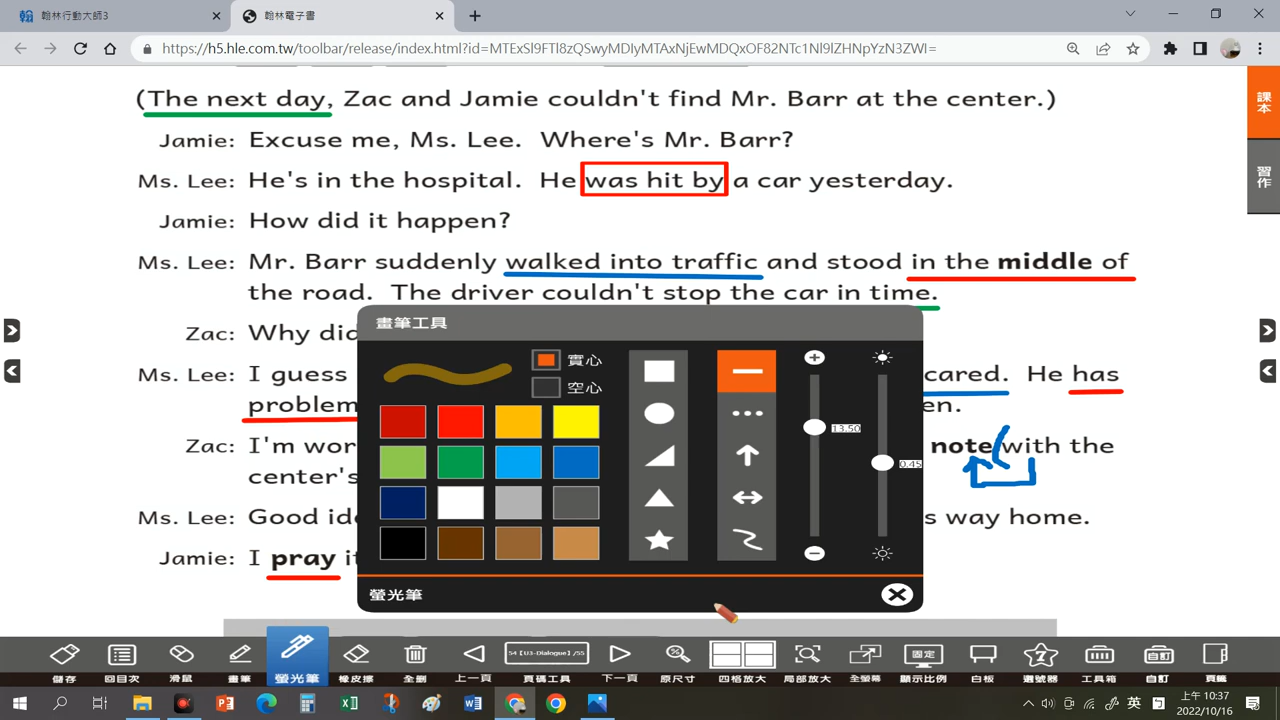 翰林行動大師3
翰林電子書
https://h5.hle.com.tw/toolbar/release/index.html?id=
(The next day, Zac and Jamie couldn't find Mr. Barr at the center.)
Jamie: Excuse me, Ms. Lee. Where's Mr. Barr?
Ms. Lee: He's in the hospital. He was hit by a car yesterday.
Jamie: How did it happen?
Ms. Lee: Mr. Barr suddenly walked into traffic and stood in the middle of
the road. The driver couldn't stop the car in time.
Zac: Why did
Ms. Lee: I guess
cared. He has
problem
en.
Zac: I'm wor
note with the
center's
Ms. Lee: Good ide
s way home.
Jamie: I pray it
課本
習作
畫筆工具
實心
空心
13.50
0.45
螢光筆
儲存
回目次
滑鼠
畫筆
螢光筆
橡皮擦
全刪
上一頁
54 [U3-Dialogue] /55
頁碼工具
下一頁
原尺寸
四格放大
局部放大
全螢幕
固定
顯示比例
白板
選號器
工具箱
自訂
自訂
英
上午 10:37
2022/10/16